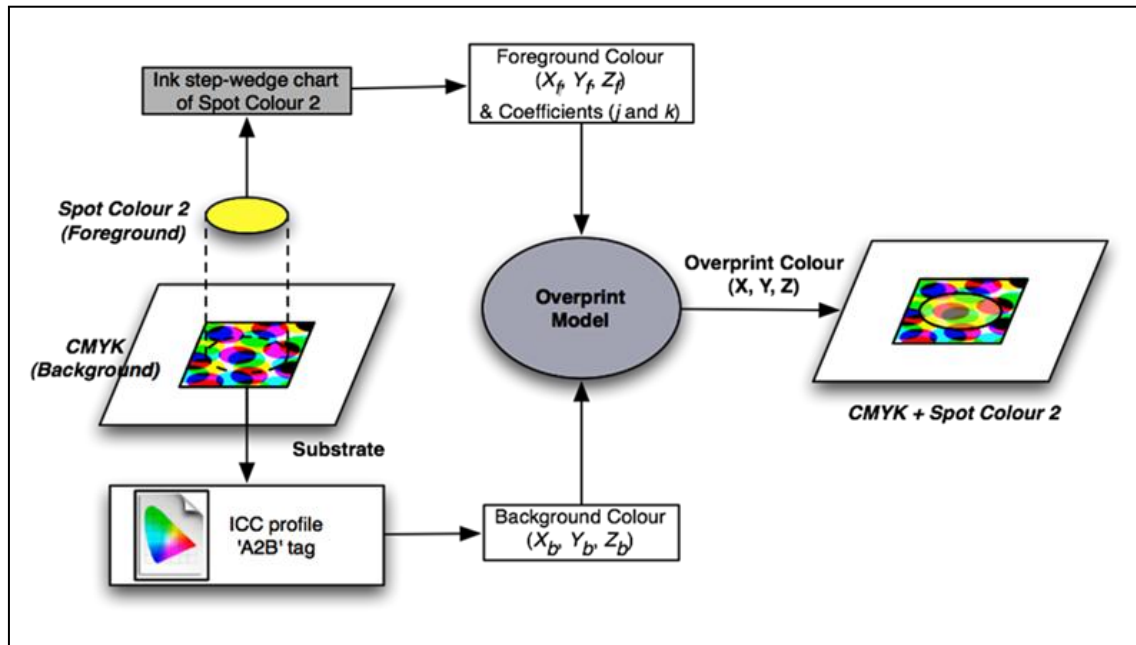 Ink step-wedge chart
of Spot Colour 2
Foreground Colour
(Xf, Yf, Zf)
& Coefficients (j and k)
Spot Colour 2
(Foreground)
CMYK
(Background)
Substrate
ICC profile
'A2B' tag
Background Colour
(Xb, Yb, Zb)
Overprint
Model
Overprint Colour
(X, Y, Z)
CMYK + Spot Colour 2